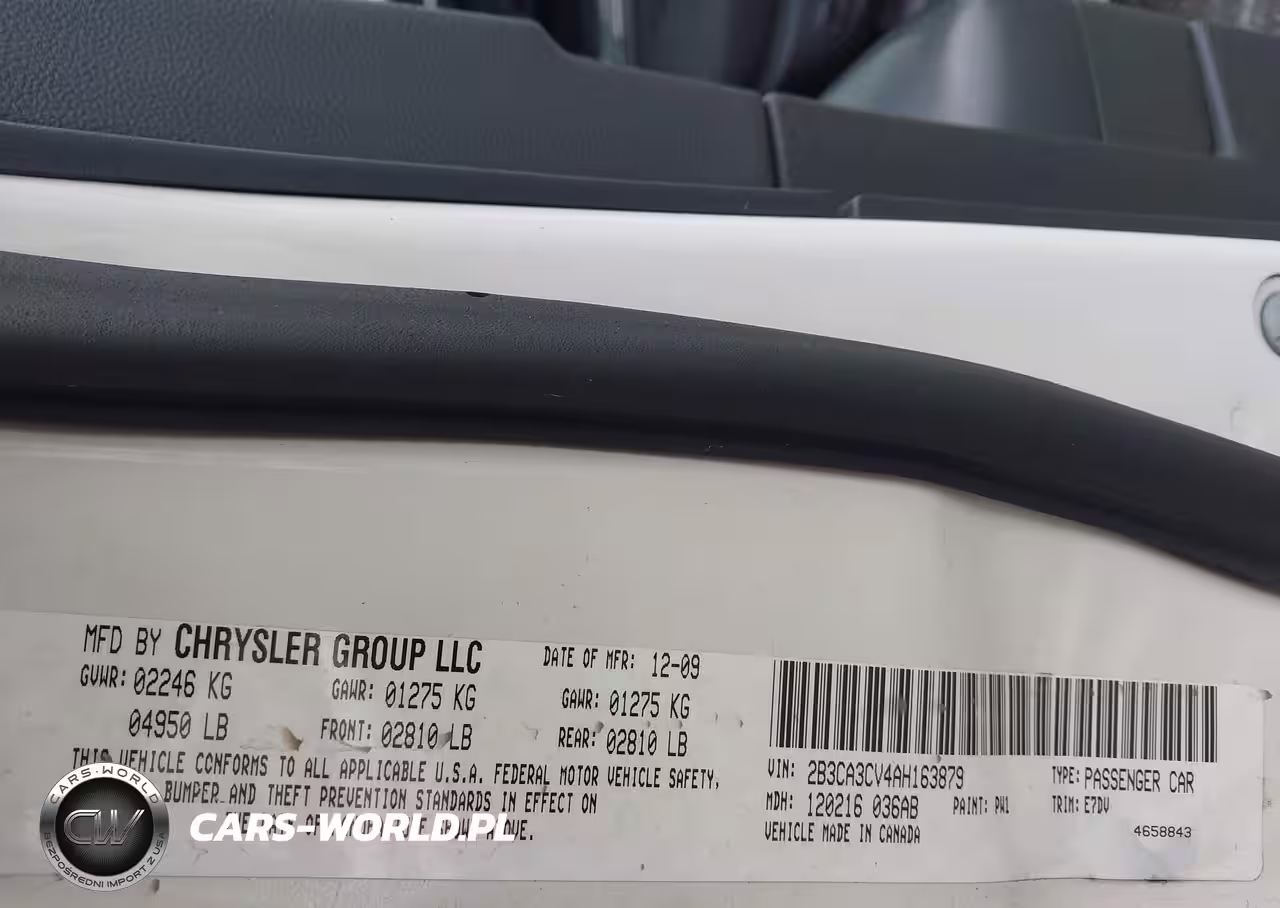 MFD BY CHRYSLER GROUP LLC
DATE OF MFR: 12-09
GVWR: 02246 KG
GAWR: 01275 KG
GAWR: 01275 KG
04950 LB
FRONT: 02810 LB
REAR: 02810 LB
THIS VEHICLE CONFORMS TO ALL APPLICABLE U.S.A. FEDERAL MOTOR VEHICLE SAFETY,
BUMPER AND THEFT PREVENTION STANDARDS IN EFFECT ON
VIN: 2B3CA3CV4AH163879
TYPE: PASSENGER CAR
MDH: 120216 036AB
PAINT: PW1
TRIM: E7DV
VEHICLE MADE IN CANADA
4658843
CARS-WORLD
CW
BEZPOŚREDNI IMPORT Z USA
CARS-WORLD.PL